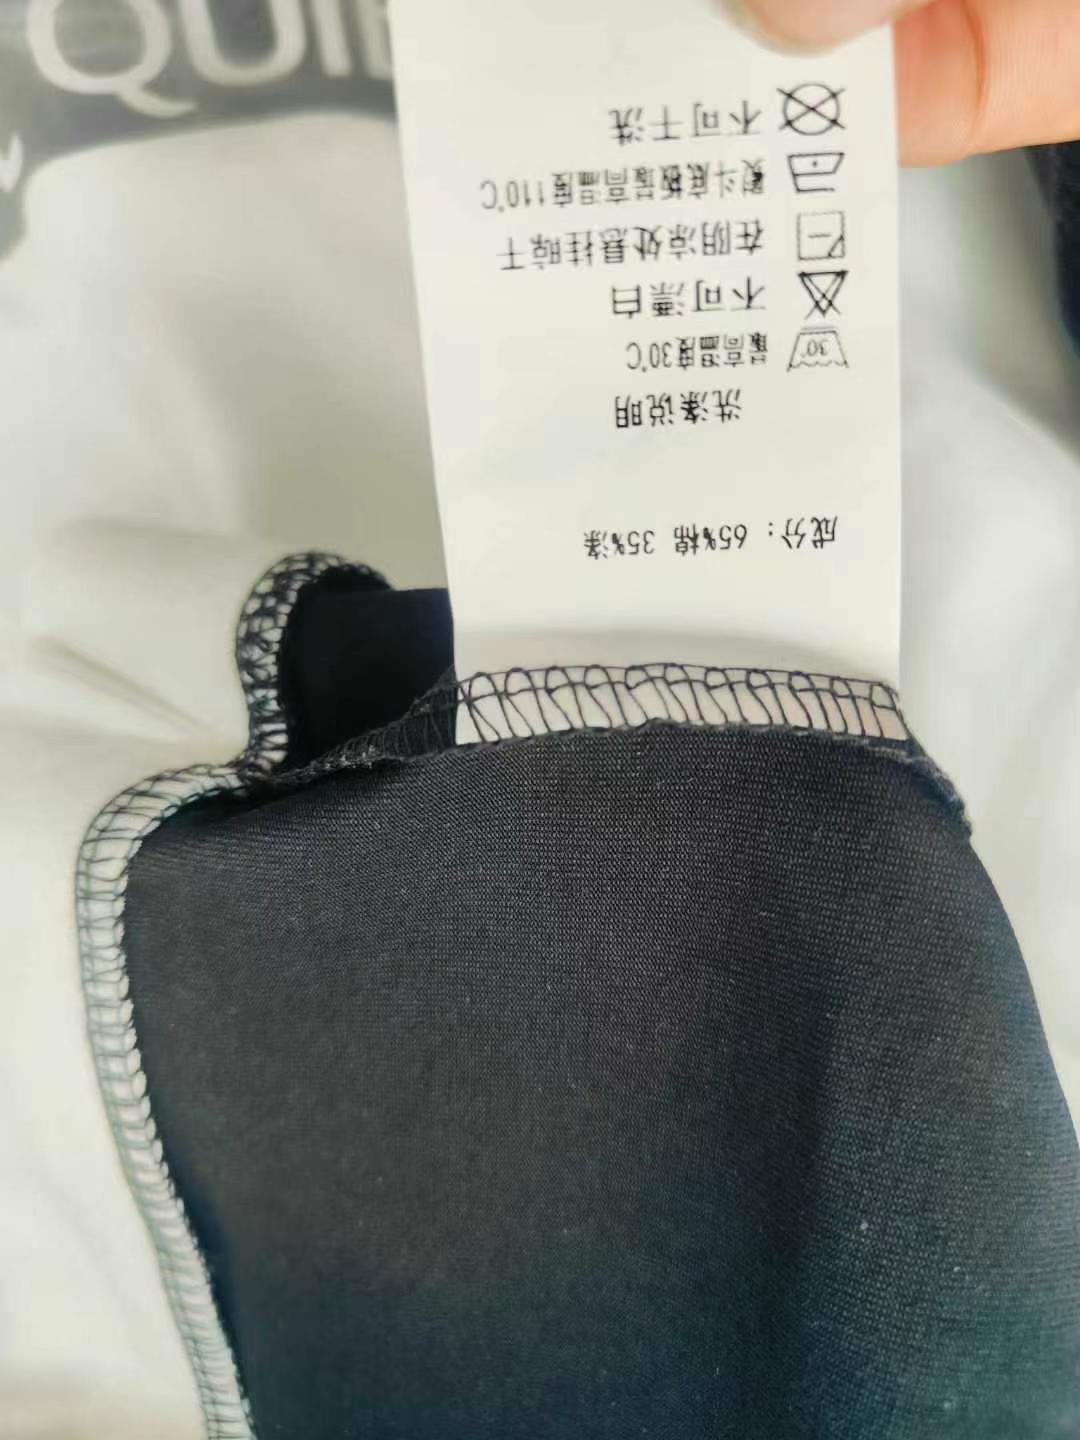 成分：65%棉 35%涤
洗涤说明
30° 最高温度30℃
不可漂白
在阴凉处悬挂晾干
熨斗底板最高温度110℃
不可干洗
QUIE